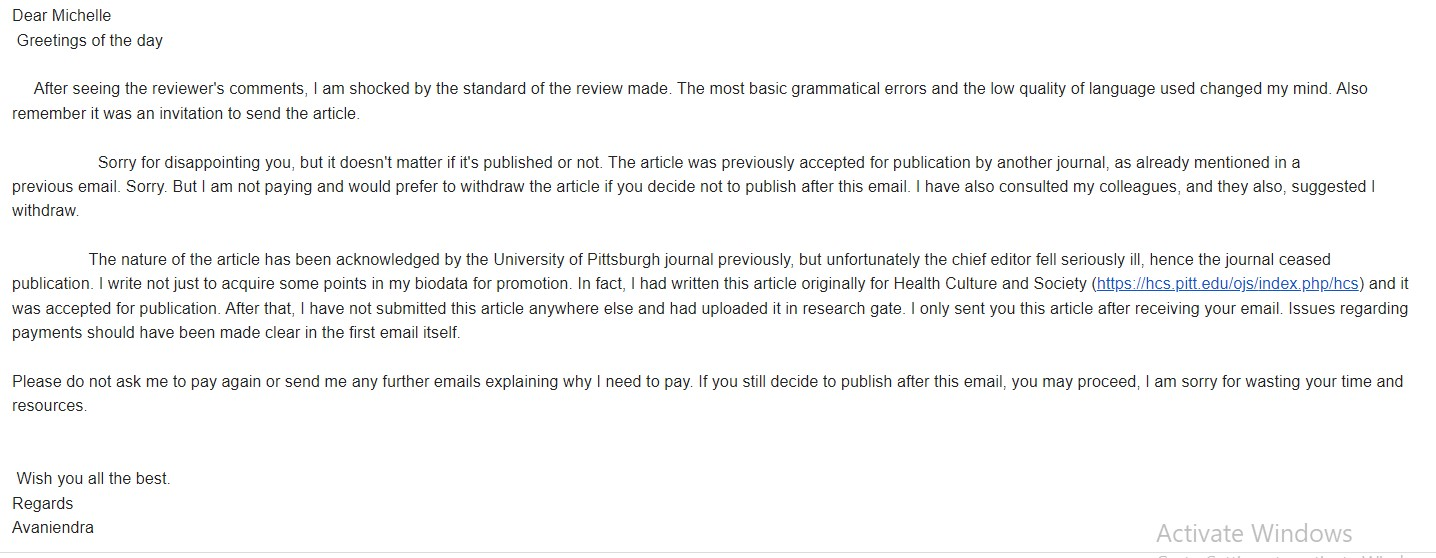 Dear Michelle
Greetings of the day
After seeing the reviewer's comments, I am shocked by the standard of the review made. The most basic grammatical errors and the low quality of language used changed my mind. Also
remember it was an invitation to send the article.
Sorry for disappointing you, but it doesn't matter if it's published or not. The article was previously accepted for publication by another journal, as already mentioned in a
previous email. Sorry. But I am not paying and would prefer to withdraw the article if you decide not to publish after this email. I have also consulted my colleagues, and they also, suggested I
withdraw.
The nature of the article has been acknowledged by the University of Pittsburgh journal previously, but unfortunately the chief editor fell seriously ill, hence the journal ceased
publication. I write not just to acquire some points in my biodata for promotion. In fact, I had written this article originally for Health Culture and Society (https://hcs.pitt.edu/ojs/index.php/hcs) and it
was accepted for publication. After that, I have not submitted this article anywhere else and had uploaded it in research gate. I only sent you this article after receiving your email. Issues regarding
payments should have been made clear in the first email itself.
Please do not ask me to pay again or send me any further emails explaining why I need to pay. If you still decide to publish after this email, you may proceed, I am sorry for wasting your time and
resources.
Wish you all the best.
Regards
Avaniendra
Activate Windows